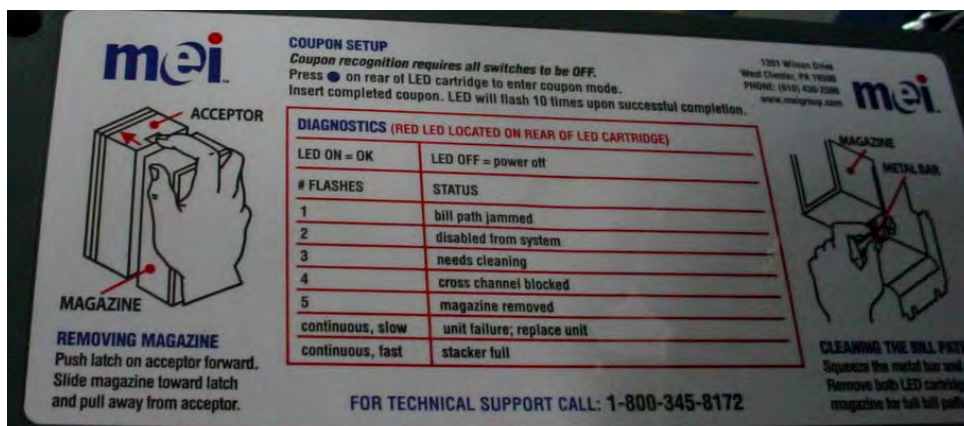 mei™
ACCEPTOR
MAGAZINE
REMOVING MAGAZINE
Push latch on acceptor forward.
Slide magazine toward latch
and pull away from acceptor.
COUPON SETUP
Coupon recognition requires all switches to be OFF.
Press ● on rear of LED cartridge to enter coupon mode.
Insert completed coupon. LED will flash 10 times upon successful completion.
DIAGNOSTICS (RED LED LOCATED ON REAR OF LED CARTRIDGE)
LED ON = OK LED OFF = power off
# FLASHES STATUS
1 bill path jammed
2 disabled from system
3 needs cleaning
4 cross channel blocked
5 magazine removed
continuous, slow unit failure; replace unit
continuous, fast stacker full
FOR TECHNICAL SUPPORT CALL: 1-800-345-8172
1301 Wilson Drive
West Chester, PA
PHONE: (610) 430-2500
www.meigroup.com
mei™
MAGAZINE
METAL BAR
CLEANING THE BILL PATH
Squeeze the metal bar and
Remove both LED cartridge
magazine for full bill path